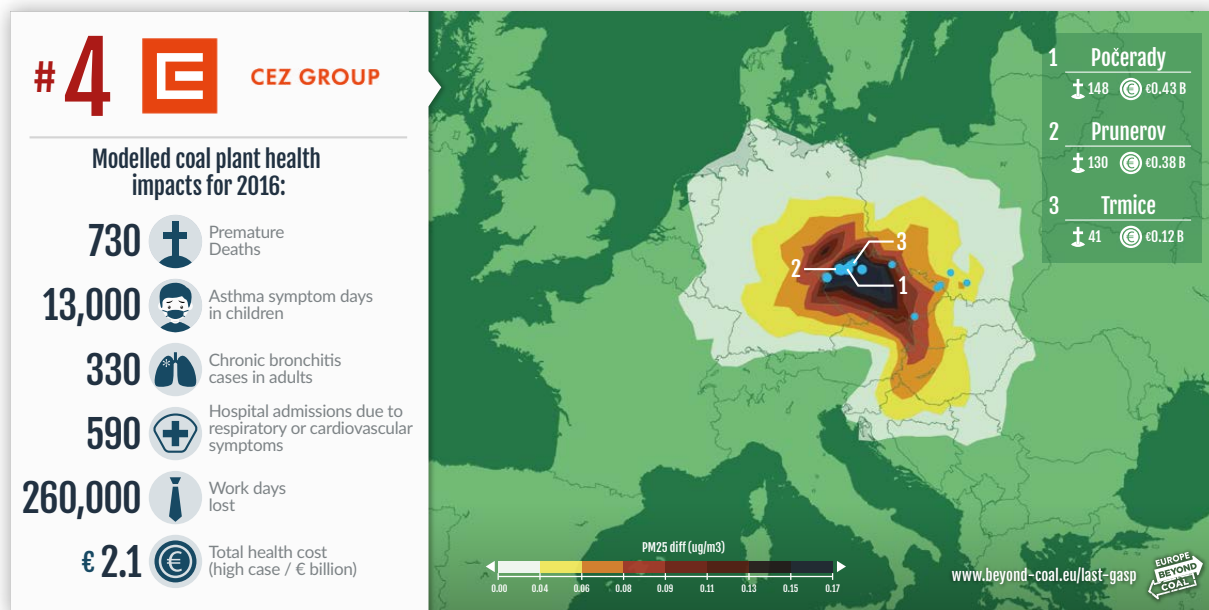 #4
CEZ GROUP
Modelled coal plant health
impacts for 2016:
730
Premature
Deaths
13,000
Asthma symptom days
in children
330
Chronic bronchitis
cases in adults
590
Hospital admissions due to
respiratory or cardiovascular
symptoms
260,000
Work days
lost
€ 2.1
Total health cost
(high case / € billion)
1 Počerady
148 €0.43 B
2 Prunerov
130 €0.38 B
3 Trmice
41 €0.12 B
3
2
1
PM25 diff (ug/m3)
0.00 0.04 0.06 0.08 0.09 0.11 0.13 0.15 0.17
www.beyond-coal.eu/last-gasp
EUROPE
BEYOND
COAL